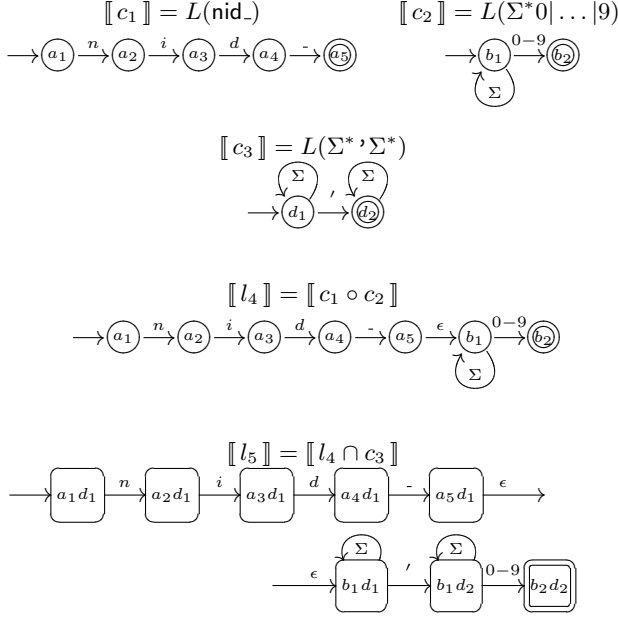 ⟦ c₁ ⟧ = L(nid_)    ⟦ c₂ ⟧ = L(Σ*0| . . . |9)
a₁ n a₂ i a₃ d a₄ - a₅    b₁ 0−9 b₂
Σ
⟦ c₃ ⟧ = L(Σ*'Σ*)
Σ Σ
d₁ ′ d₂
⟦ l₄ ⟧ = ⟦ c₁ ∘ c₂ ⟧
a₁ n a₂ i a₃ d a₄ - a₅ ϵ b₁ 0−9 b₂
Σ
⟦ l₅ ⟧ = ⟦ l₄ ∩ c₃ ⟧
a₁d₁ n a₂d₁ i a₃d₁ d a₄d₁ - a₅d₁ ϵ
Σ Σ
ϵ b₁d₁ ′ b₁d₂ 0−9 b₂d₂